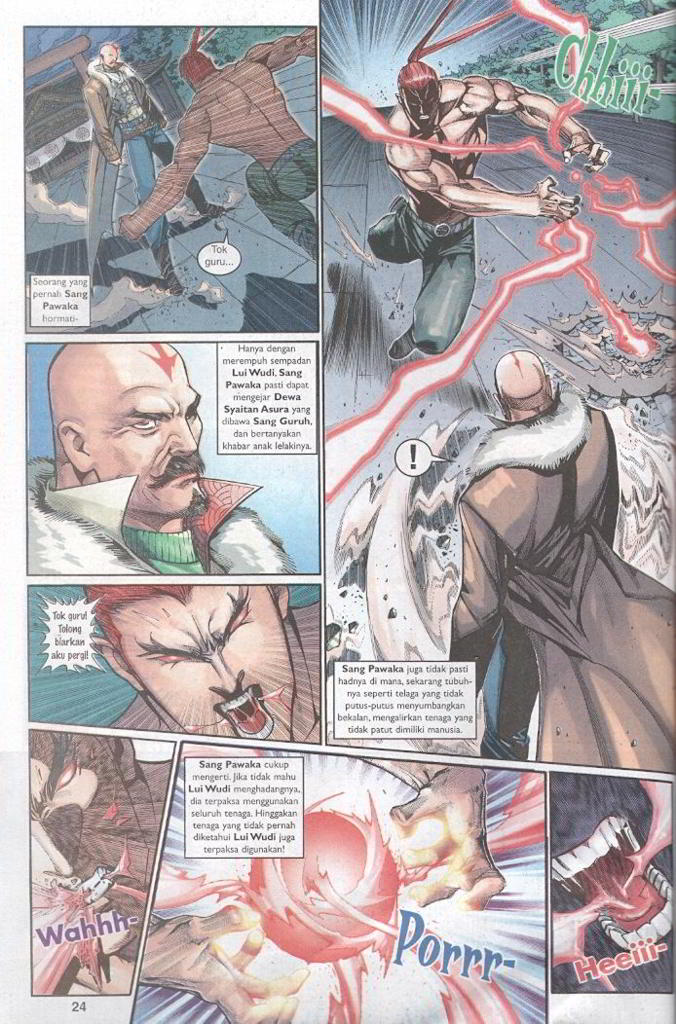 Tok
guru...
Seorang yang
pernah Sang
Pawaka
hormati-
Chhiii-
Hanya dengan
merempuh sempadan
Lui Wudi, Sang
Pawaka pasti dapat
mengejar Dewa
Syaitan Asura yang
dibawa Sang Guruh,
dan bertanyakan
khabar anak lelakinya.
!
Tok guru!
Tolong
biarkan
aku pergi!
Sang Pawaka juga tidak pasti
hadnya di mana, sekarang tubuh-
nya seperti telaga yang tidak
putus-putus menyumbangkan
bekalan, mengalirkan tenaga yang
tidak patut dimiliki manusia.
Wahhh-
Sang Pawaka cukup
mengerti. Jika tidak mahu
Lui Wudi menghadangnya,
dia terpaksa menggunakan
seluruh tenaga. Hinggakan
tenaga yang tidak pernah
diketahui Lui Wudi juga
terpaksa digunakan!
Porrr-
Heeiii-
24